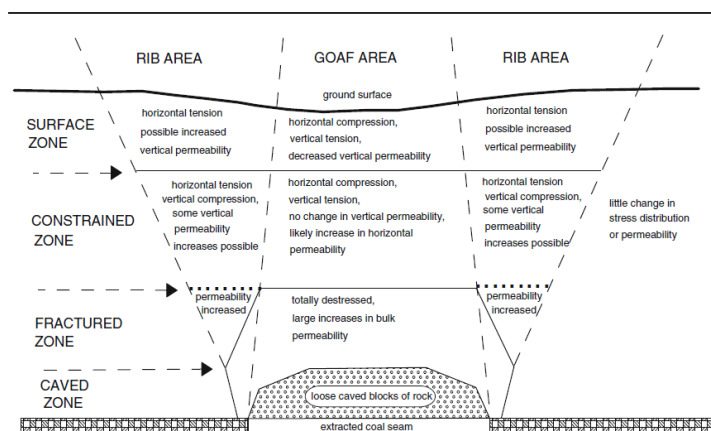 RIB AREA
GOAF AREA
RIB AREA
ground surface
SURFACE
ZONE
horizontal tension
possible increased
vertical permeability
horizontal compression,
vertical tension,
decreased vertical permeability
horizontal tension
possible increased
vertical permeability
CONSTRAINED
ZONE
horizontal tension
vertical compression,
some vertical
permeability
increases possible
horizontal compression,
vertical tension,
no change in vertical permeability,
likely increase in horizontal
permeability
horizontal tension
vertical compression,
some vertical
permeability
increases possible
little change in
stress distribution
or permeability
FRACTURED
ZONE
permeability
increased
totally destressed,
large increases in bulk
permeability
permeability
increased
CAVED
ZONE
loose caved blocks of rock
extracted coal seam